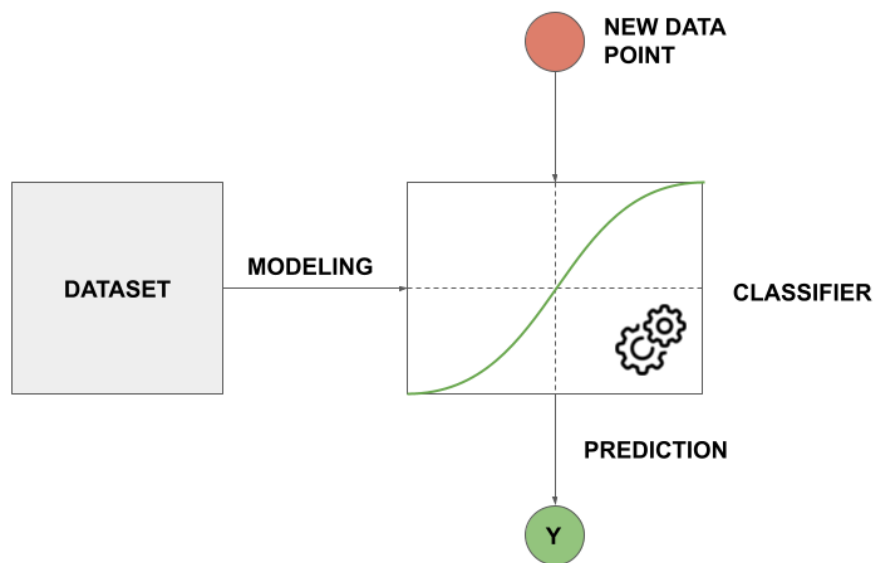 NEW DATA
POINT
MODELING
DATASET
CLASSIFIER
PREDICTION
Y